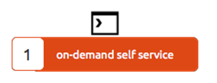 1 on-demand self service